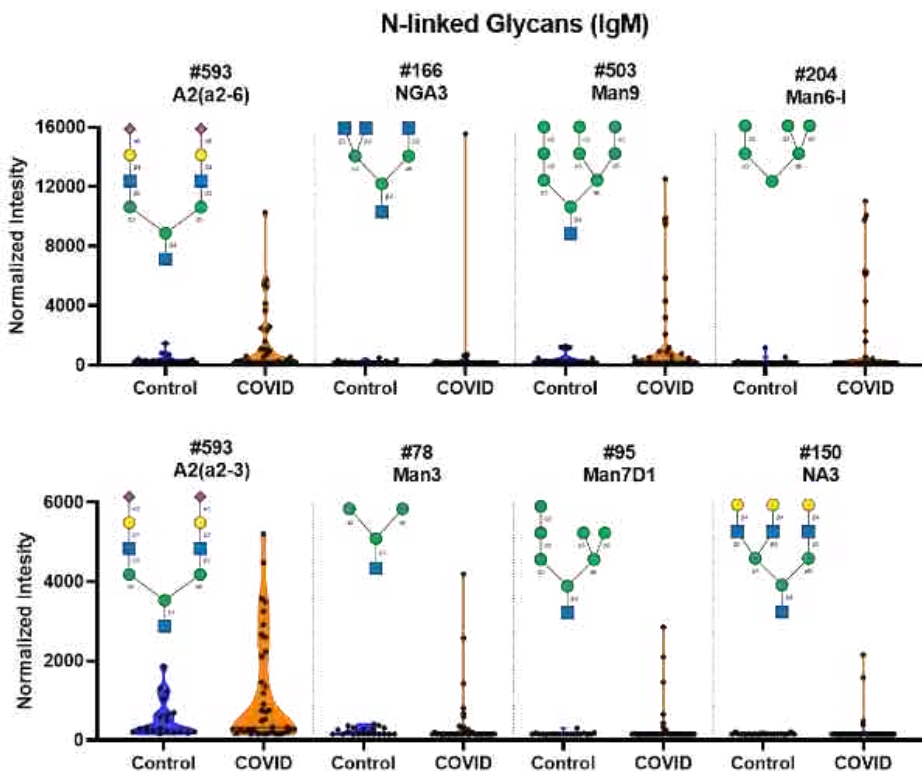 N-linked Glycans (IgM)
#593
A2(a2-6)
#166
NGA3
#503
Man9
#204
Man6-I
Normalized Intesity
16000
12000
8000
4000
0
Control
COVID
Control
COVID
Control
COVID
Control
COVID
#593
A2(a2-3)
#78
Man3
#95
Man7D1
#150
NA3
Normalized Intesity
6000
4000
2000
0
Control
COVID
Control
COVID
Control
COVID
Control
COVID